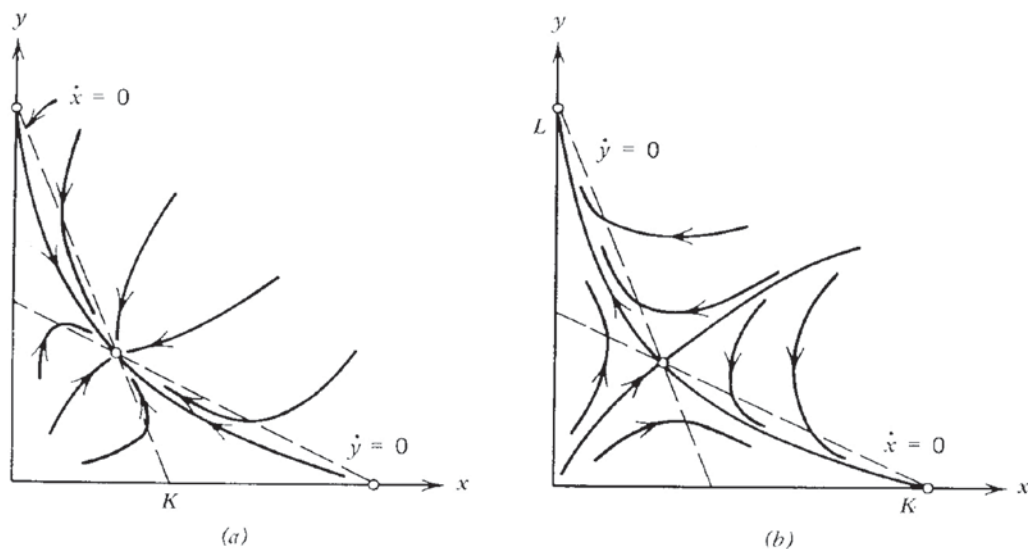 y
ẋ = 0
ẏ = 0
K
x
(a)
y
L
ẏ = 0
ẋ = 0
K
x
(b)